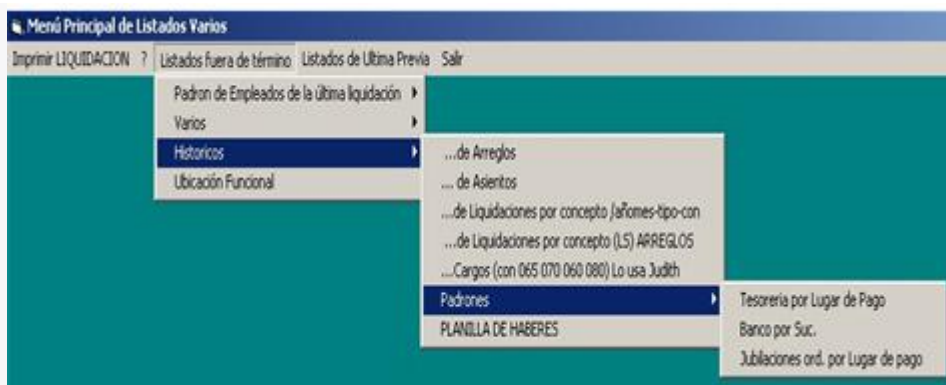 Menú Principal de Listados Varios
Imprimir LIQUIDACION ? Listados fuera de término Listados de Ultima Previa Salir
Padron de Empleados de la última liquidación
Varios
Historicos
Ubicación Funcional
...de Arreglos
.... de Asientos
...de Liquidaciones por concepto /añomes-tipo-con
...de Liquidaciones por concepto (LS) ARREGLOS
...Cargos (con 065 070 060 080) Lo usa Judith
Padrones
PLANILLA DE HABERES
Tesoreria por Lugar de Pago
Banco por Suc.
Jubilaciones ord. por Lugar de pago